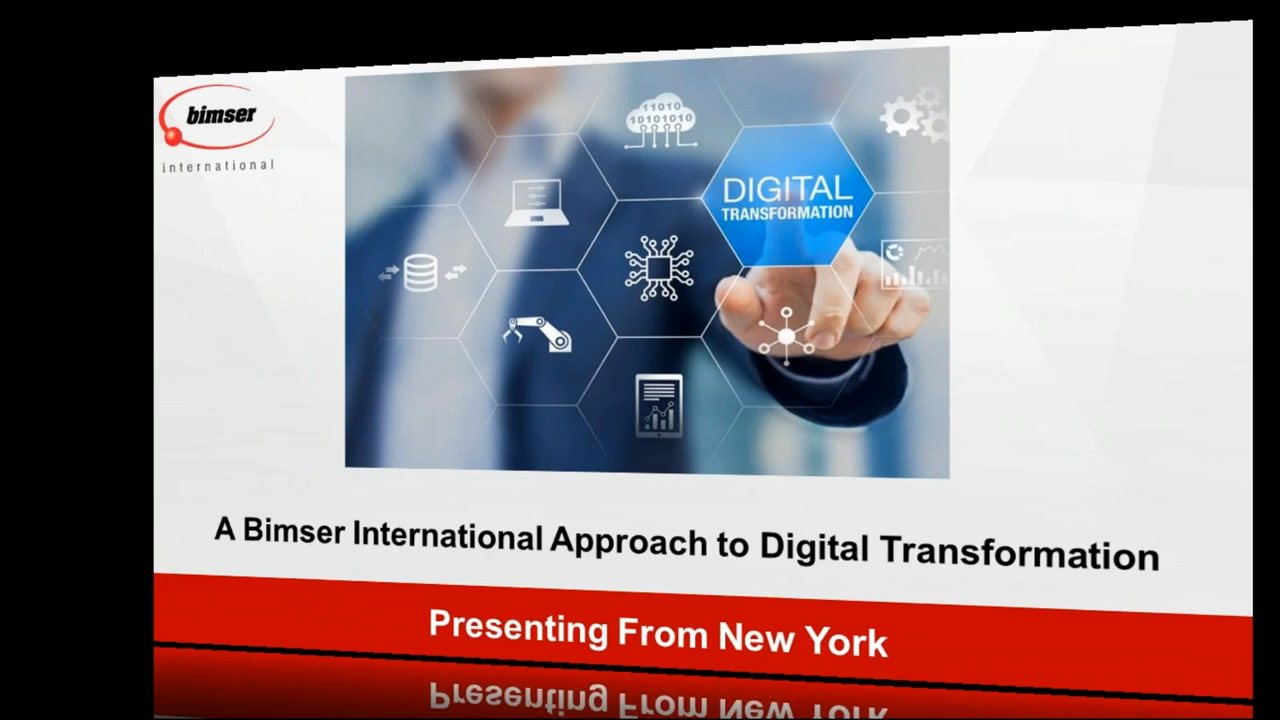 bimser
international
11010
10101010
DIGITAL
TRANSFORMATION
A Bimser International Approach to Digital Transformation
Presenting From New York
Presenting From New York